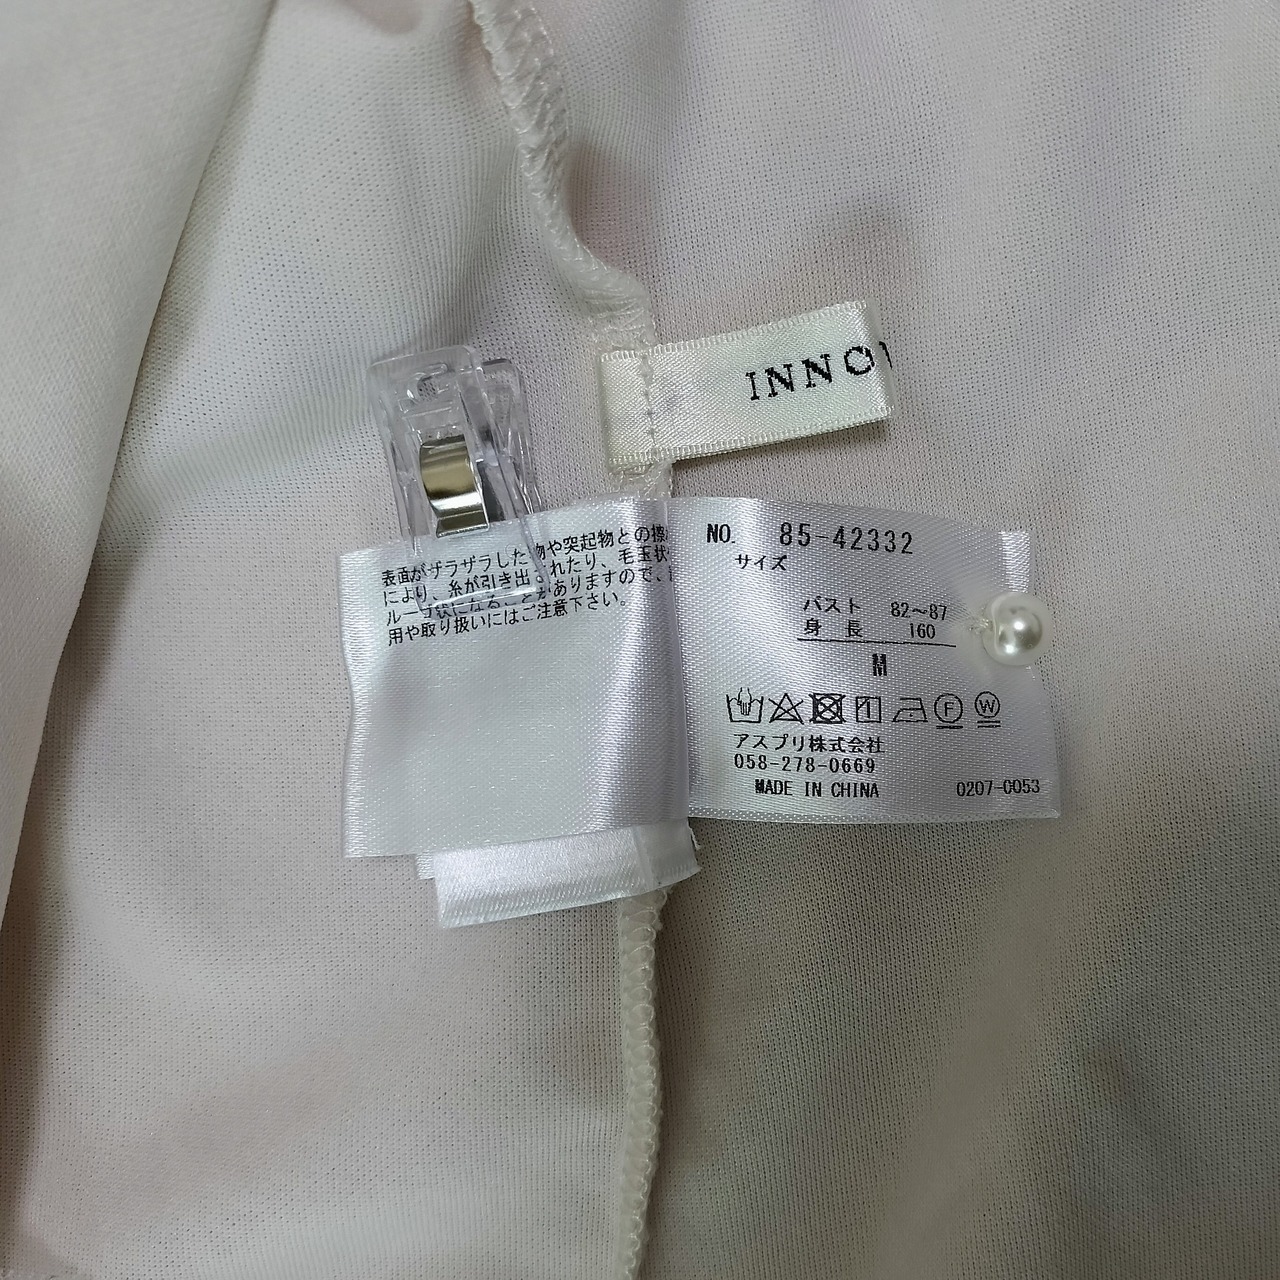 INNO
表面がザラザラした物や突起物との擦
により、糸が引き出されたり、毛玉状
ループ状になることがありますので、
用や取り扱いにはご注意下さい。
NO. 85-42332
サイズ
バスト 82〜87
身長 160
M
F W
アスプリ株式会社
058-278-0669
MADE IN CHINA 0207-0053